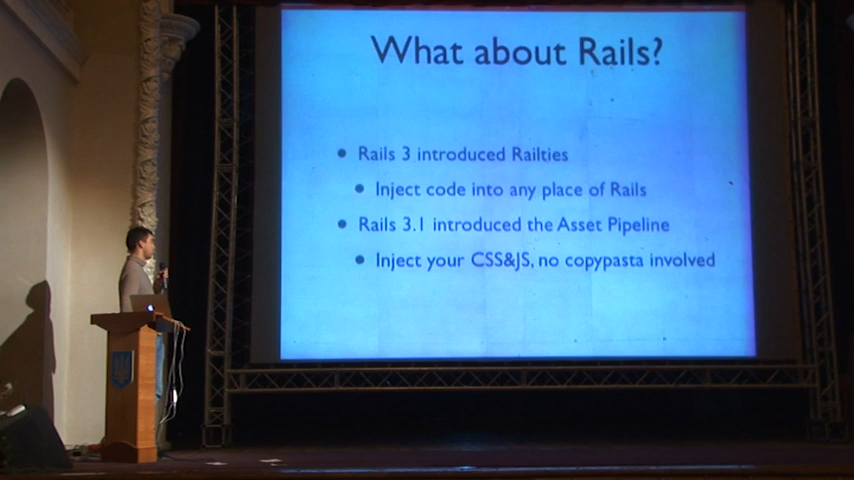 What about Rails?
Rails 3 introduced Railties
Inject code into any place of Rails
Rails 3.1 introduced the Asset Pipeline
Inject your CSS&JS, no copypasta involved